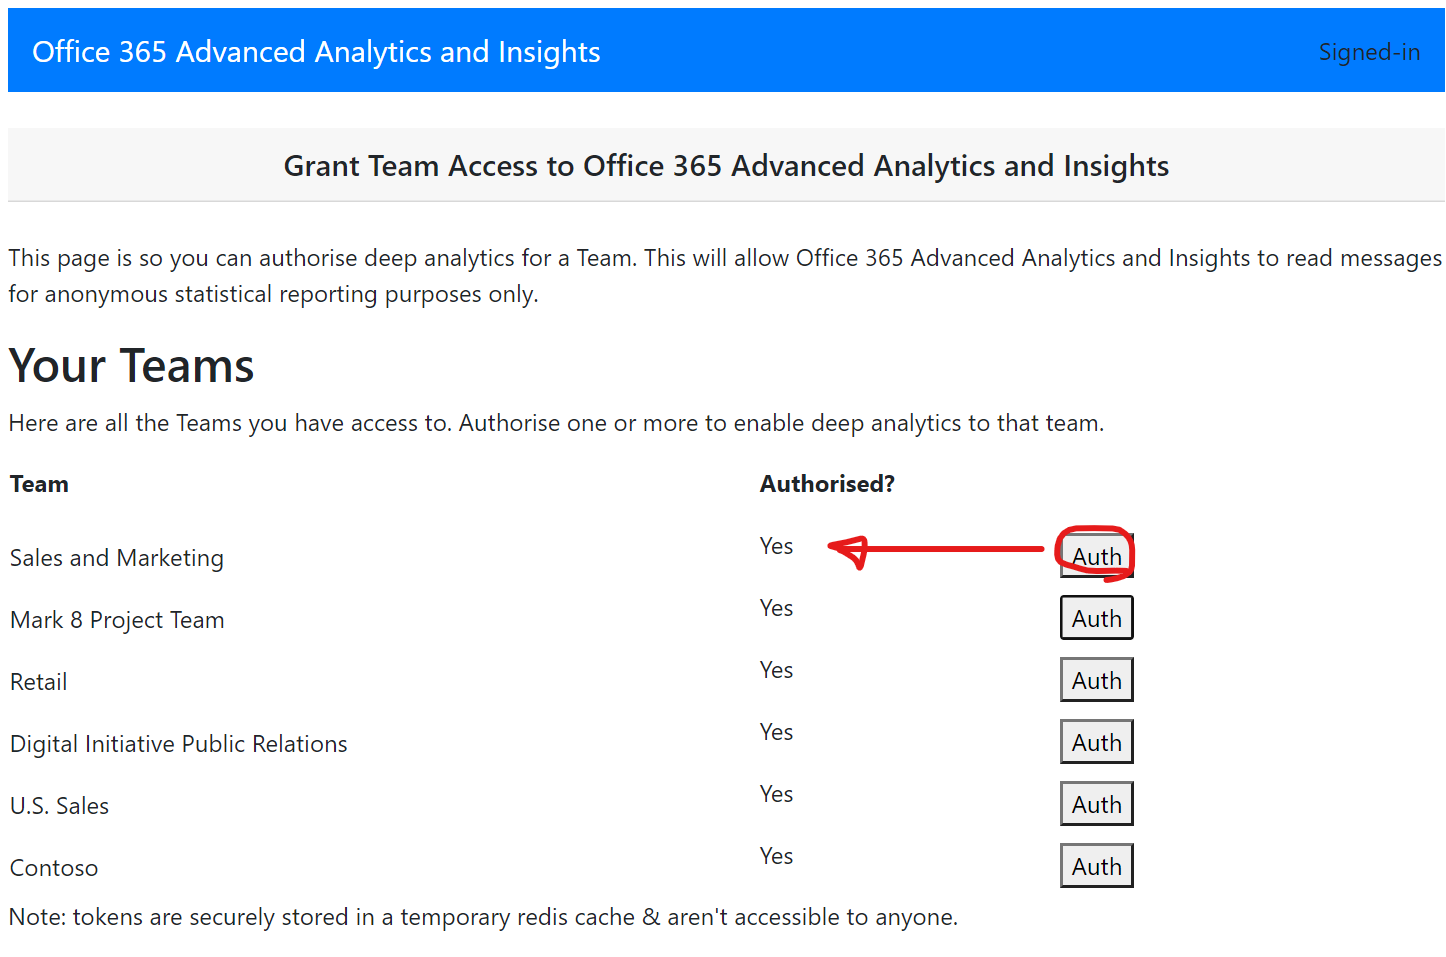 Office 365 Advanced Analytics and Insights Signed-in
Grant Team Access to Office 365 Advanced Analytics and Insights
This page is so you can authorise deep analytics for a Team. This will allow Office 365 Advanced Analytics and Insights to read messages
for anonymous statistical reporting purposes only.
Your Teams
Here are all the Teams you have access to. Authorise one or more to enable deep analytics to that team.
Team Authorised?
Sales and Marketing Yes Auth
Mark 8 Project Team Yes Auth
Retail Yes Auth
Digital Initiative Public Relations Yes Auth
U.S. Sales Yes Auth
Contoso Yes Auth
Note: tokens are securely stored in a temporary redis cache & aren't accessible to anyone.